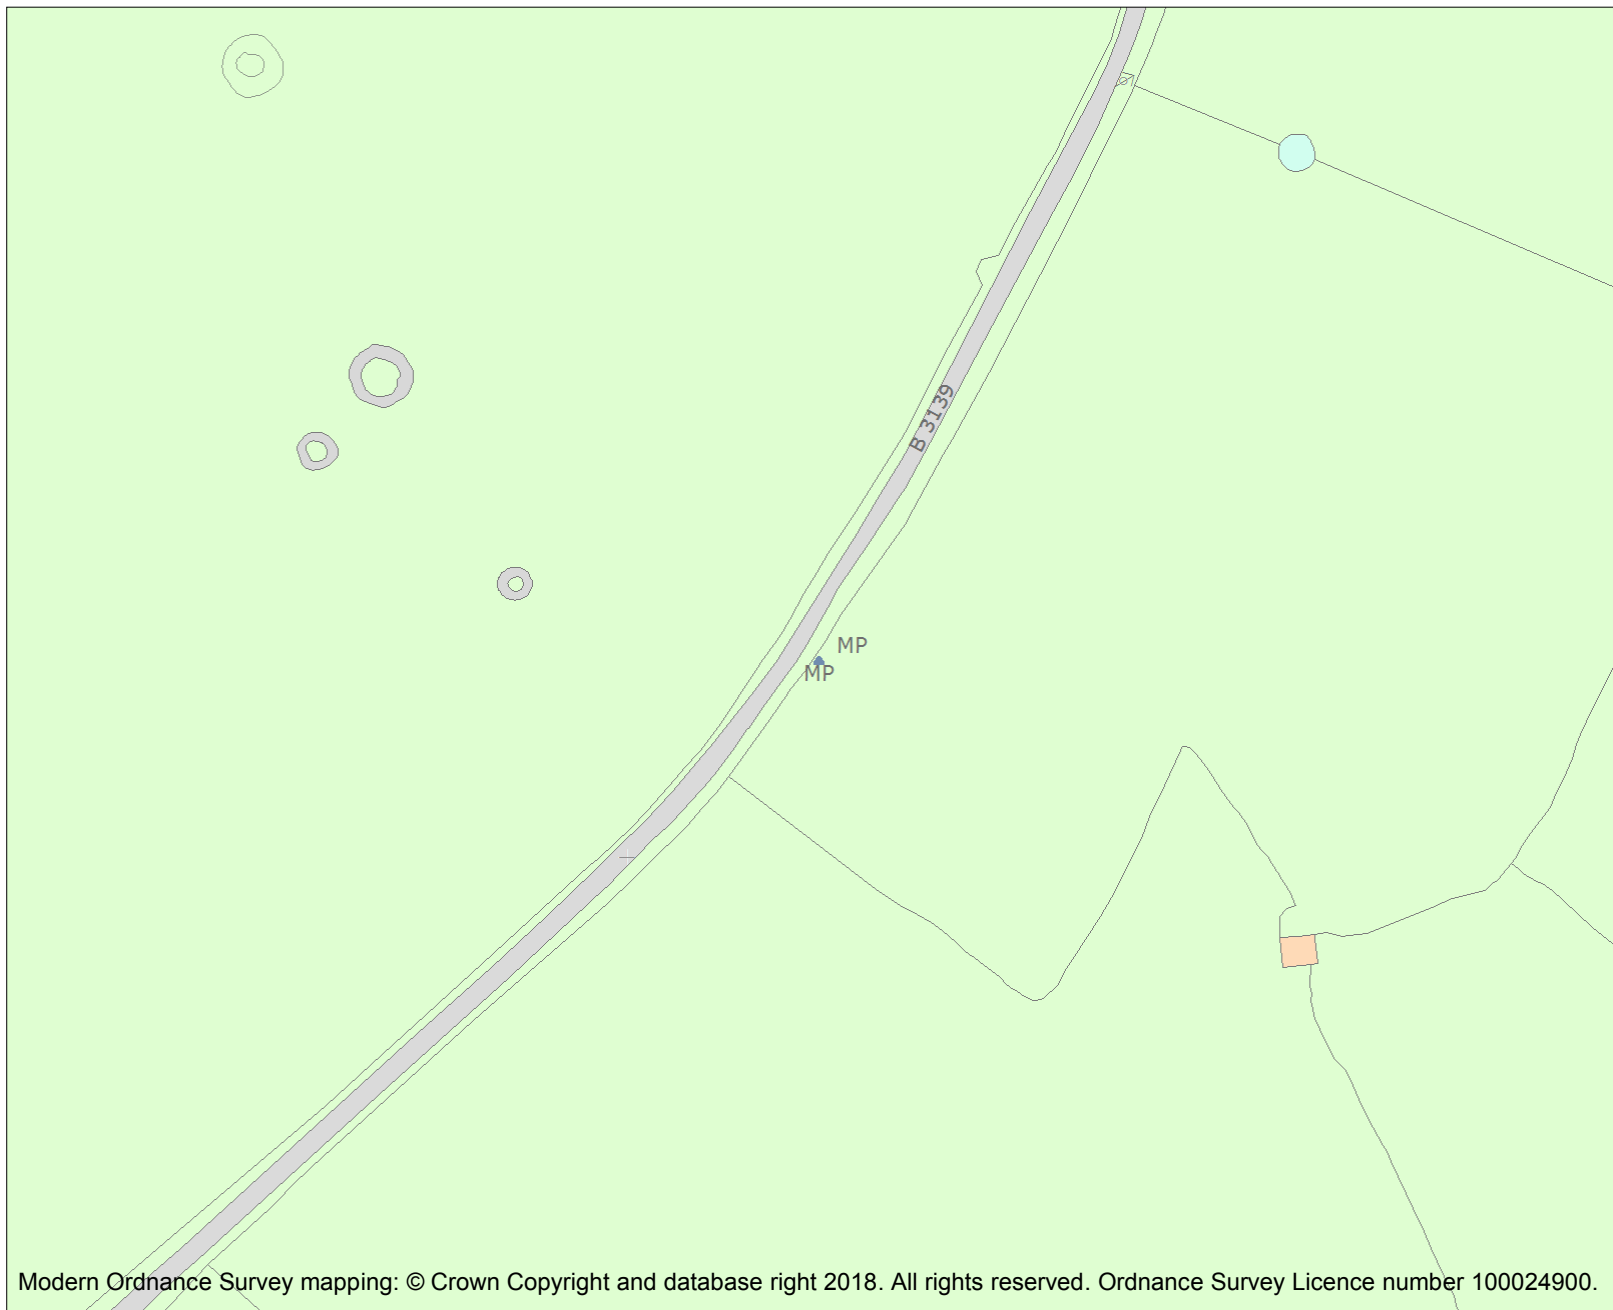 B 3139
MP
MP
Modern Ordnance Survey mapping: © Crown Copyright and database right 2018. All rights reserved. Ordnance Survey Licence number 100024900.